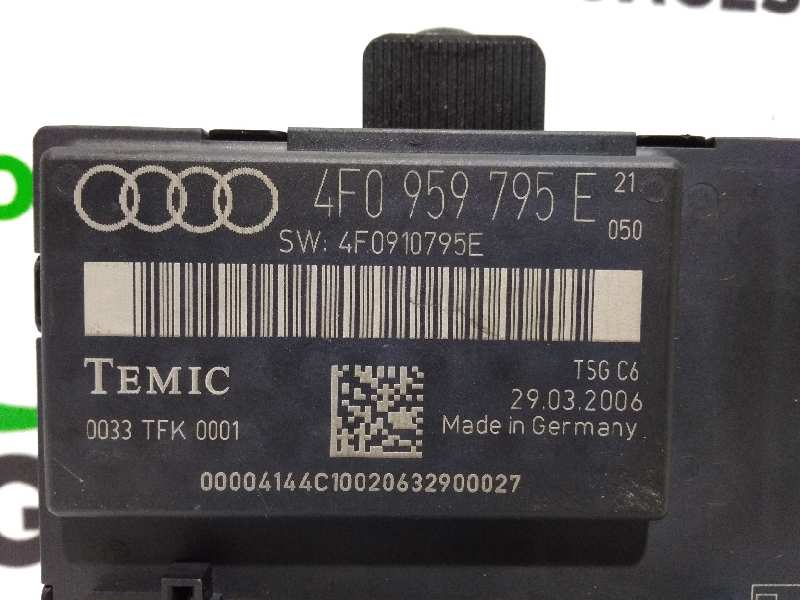 4F0 959 795 E 21
050
SW: 4F0910795E
TEMIC
TSG C6
29.03.2006
0033 TFK 0001
Made in Germany
00004144C10020632900027